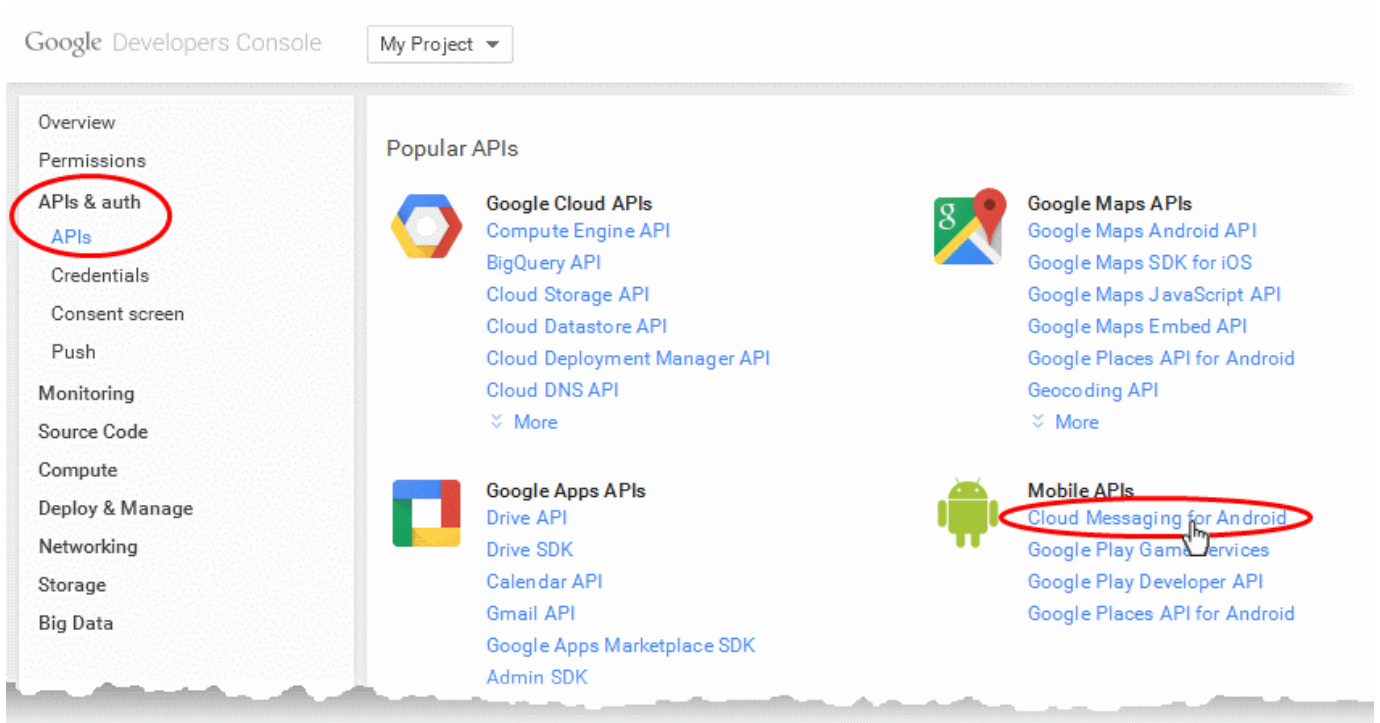 Google Developers Console
My Project
Overview
Permissions
APIs & auth
APIs
Credentials
Consent screen
Push
Monitoring
Source Code
Compute
Deploy & Manage
Networking
Storage
Big Data
Popular APIs
Google Cloud APIs
Compute Engine API
BigQuery API
Cloud Storage API
Cloud Datastore API
Cloud Deployment Manager API
Cloud DNS API
More
Google Maps APIs
Google Maps Android API
Google Maps SDK for iOS
Google Maps JavaScript API
Google Maps Embed API
Google Places API for Android
Geocoding API
More
Google Apps APIs
Drive API
Drive SDK
Calendar API
Gmail API
Google Apps Marketplace SDK
Admin SDK
Mobile APIs
Cloud Messaging for Android
Google Play Game Services
Google Play Developer API
Google Places API for Android